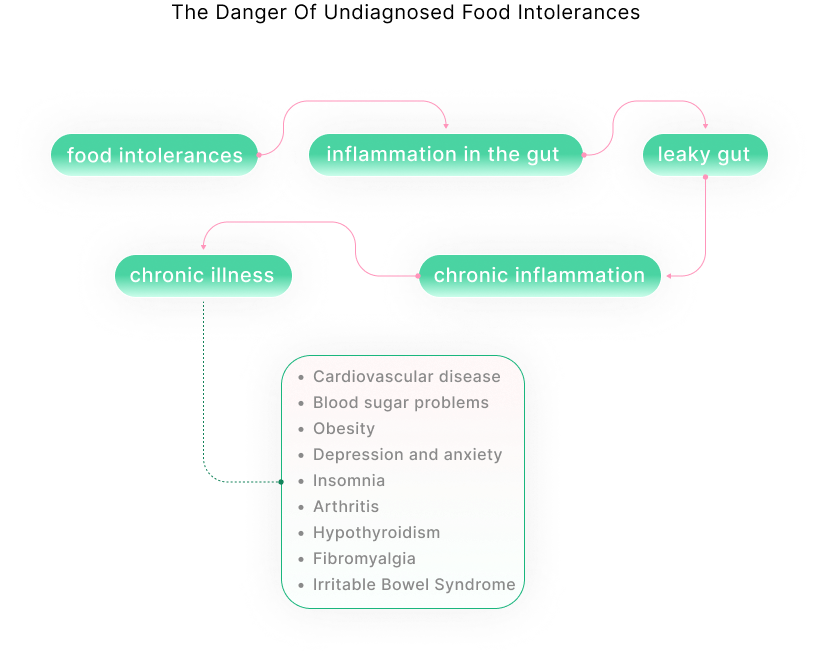 The Danger Of Undiagnosed Food Intolerances
food intolerances
inflammation in the gut
leaky gut
chronic inflammation
chronic illness
• Cardiovascular disease
• Blood sugar problems
• Obesity
• Depression and anxiety
• Insomnia
• Arthritis
• Hypothyroidism
• Fibromyalgia
• Irritable Bowel Syndrome